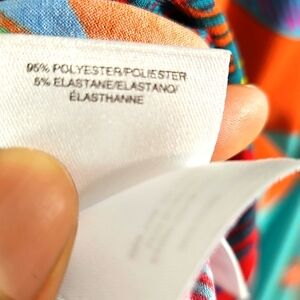 95% POLYESTER/POLIESTER
5% ELASTANE/ELASTANO/
ÉLASTHANNE